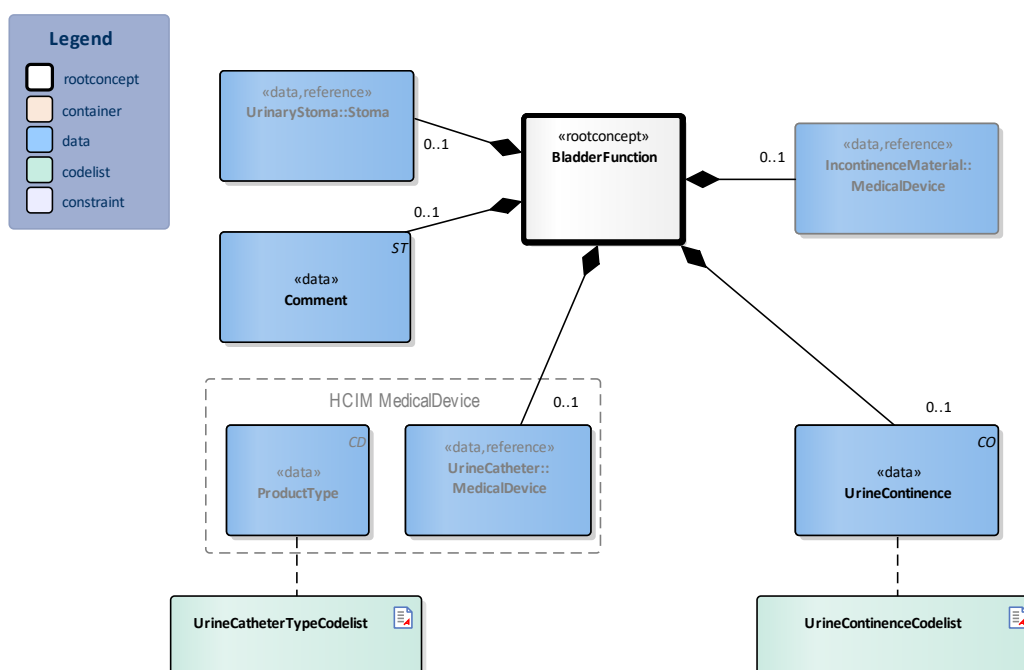 Legend
rootconcept
container
data
codelist
constraint
«data,reference»
UrinaryStoma::Stoma
0..1
«rootconcept»
BladderFunction
0..1
«data,reference»
IncontinenceMaterial::
MedicalDevice
0..1
ST
«data»
Comment
HCIM MedicalDevice
0..1
0..1
CD
«data»
ProductType
«data,reference»
UrineCatheter::
MedicalDevice
CO
«data»
UrineContinence
UrineCatheterTypeCodelist
UrineContinenceCodelist